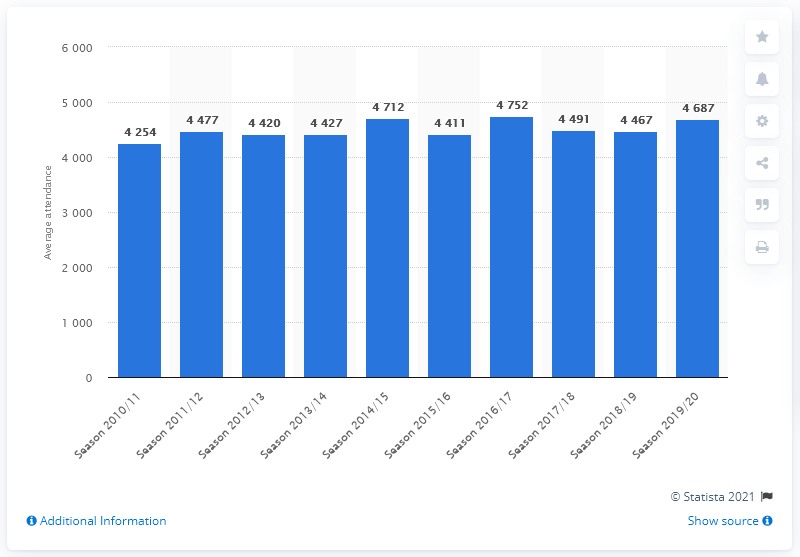 6 000
5 000
4 000
3 000
2 000
1 000
0
Average attendance
4 254
4 477
4 420
4 427
4 712
4 411
4 752
4 491
4 467
4 687
Season 2010/11
Season 2011/12
Season 2012/13
Season 2013/14
Season 2014/15
Season 2015/16
Season 2016/17
Season 2017/18
Season 2018/19
Season 2019/20
© Statista 2021
Additional Information
Show source